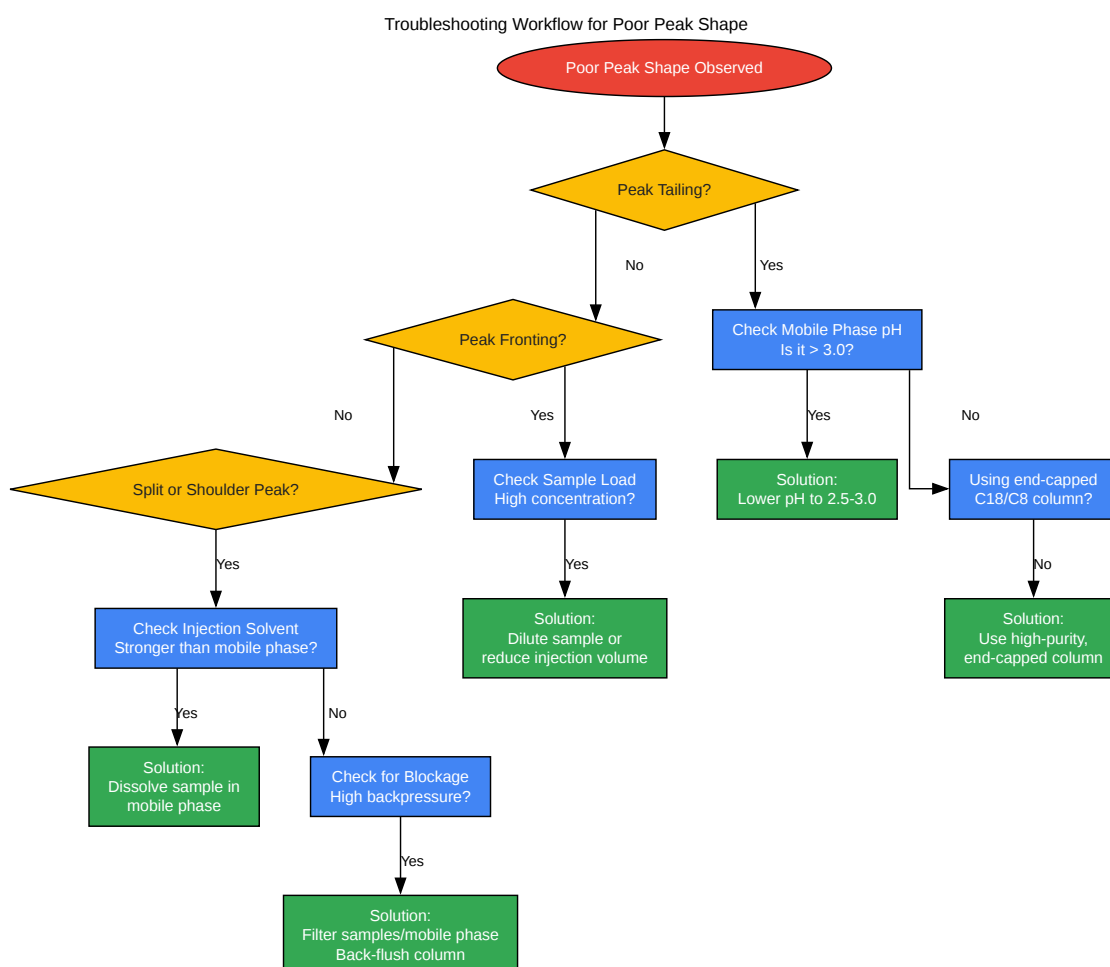 Troubleshooting Workflow for Poor Peak Shape
Poor Peak Shape Observed
Peak Tailing?
No
Yes
Peak Fronting?
Check Mobile Phase pH
Is it > 3.0?
No
Yes
Yes
No
Split or Shoulder Peak?
Check Sample Load
High concentration?
Solution:
Lower pH to 2.5-3.0
Using end-capped
C18/C8 column?
Yes
Yes
No
Check Injection Solvent
Stronger than mobile phase?
Solution:
Dilute sample or
reduce injection volume
Solution:
Use high-purity,
end-capped column
Yes
No
Solution:
Dissolve sample in
mobile phase
Check for Blockage
High backpressure?
Yes
Solution:
Filter samples/mobile phase
Back-flush column